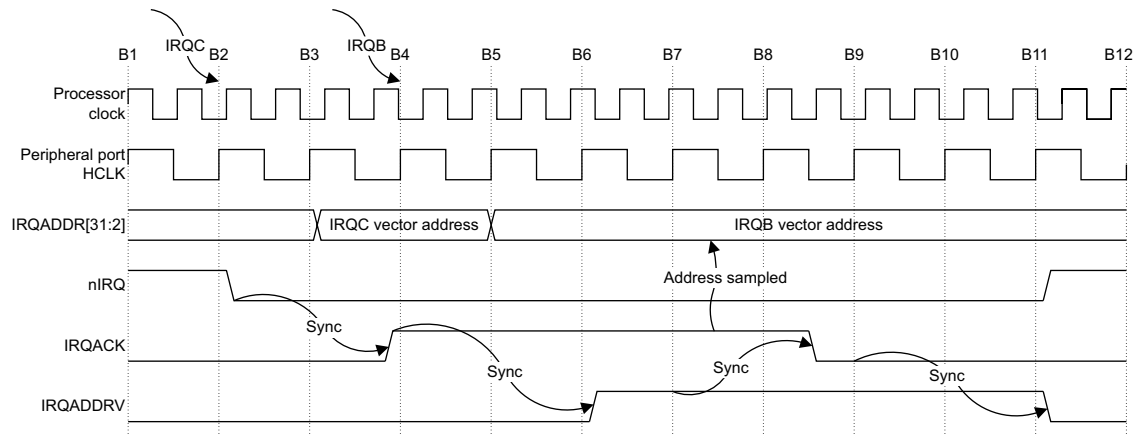 IRQC IRQB
B1 B2 B3 B4 B5 B6 B7 B8 B9 B10 B11 B12
Processor
clock
Peripheral port
HCLK
IRQADDR[31:2] IRQC vector address IRQB vector address
nIRQ Address sampled
Sync
IRQACK
Sync Sync Sync
IRQADDRV